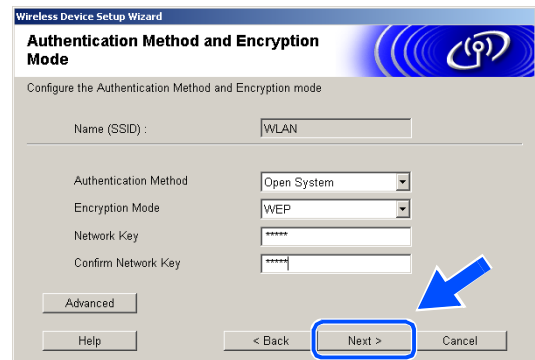 Wireless Device Setup Wizard
Authentication Method and Encryption
Mode
Configure the Authentication Method and Encryption mode
Name (SSID) : WLAN
Authentication Method Open System
Encryption Mode WEP
Network Key *****
Confirm Network Key *****
Advanced
Help < Back Next > Cancel